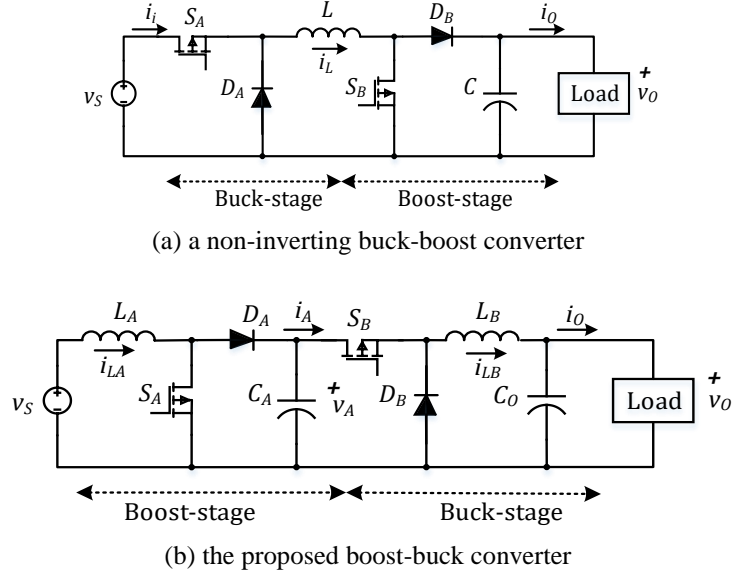 i_i S_A L D_B i_O
i_L
v_S D_A S_B C Load + v_O
Buck-stage Boost-stage
(a) a non-inverting buck-boost converter
L_A D_A i_A S_B L_B i_O
i_LA i_LB
v_S S_A C_A + v_A D_B C_O Load + v_O
Boost-stage Buck-stage
(b) the proposed boost-buck converter